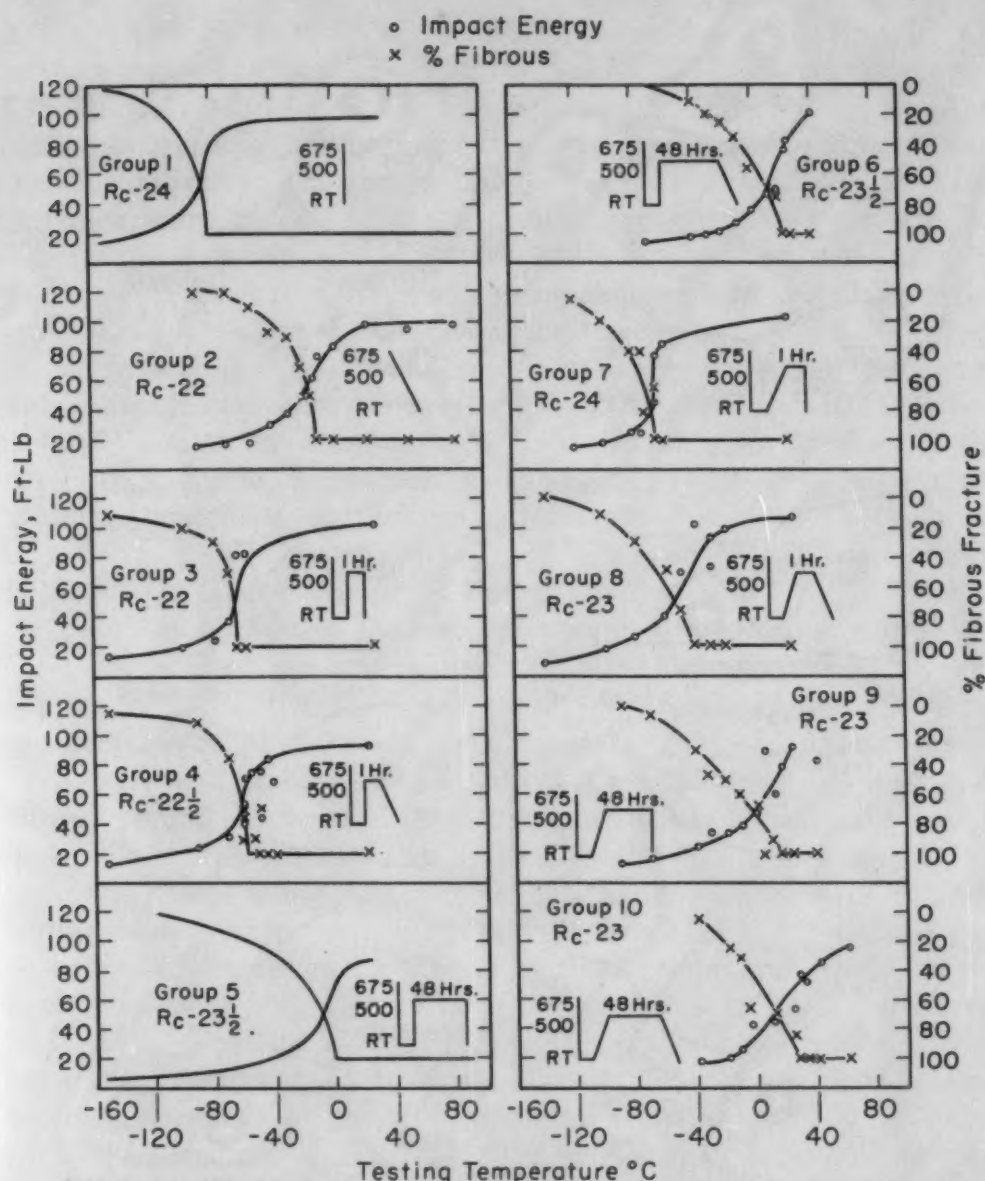 Impact Energy
% Fibrous
Impact Energy, Ft-Lb
120
100
80
60
40
20
Group 1
Rc-24
675
500
RT
120
100
80
60
40
20
Group 2
Rc-22
675
500
RT
120
100
80
60
40
20
Group 3
Rc-22
675
500
RT
1 Hr.
120
100
80
60
40
20
Group 4
Rc-22 1/2
675
500
RT
1 Hr.
120
100
80
60
40
20
Group 5
Rc-23 1/2
675
500
RT
48 Hrs.
-160
-120
-80
-40
0
40
80
0
20
40
60
80
100
Group 6
Rc-23 1/2
675
500
RT
48 Hrs.
0
20
40
60
80
100
Group 7
Rc-24
675
500
RT
1 Hr.
0
20
40
60
80
100
Group 8
Rc-23
675
500
RT
1 Hr.
0
20
40
60
80
100
Group 9
Rc-23
675
500
RT
48 Hrs.
0
20
40
60
80
100
Group 10
Rc-23
675
500
RT
48 Hrs.
-160
-120
-80
-40
0
40
80
% Fibrous Fracture
Testing Temperature °C